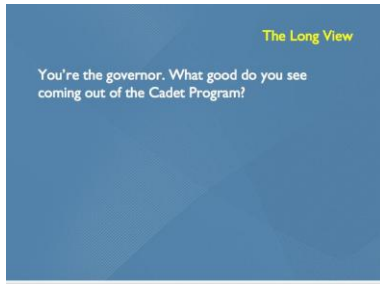 The Long View
You're the governor. What good do you see
coming out of the Cadet Program?